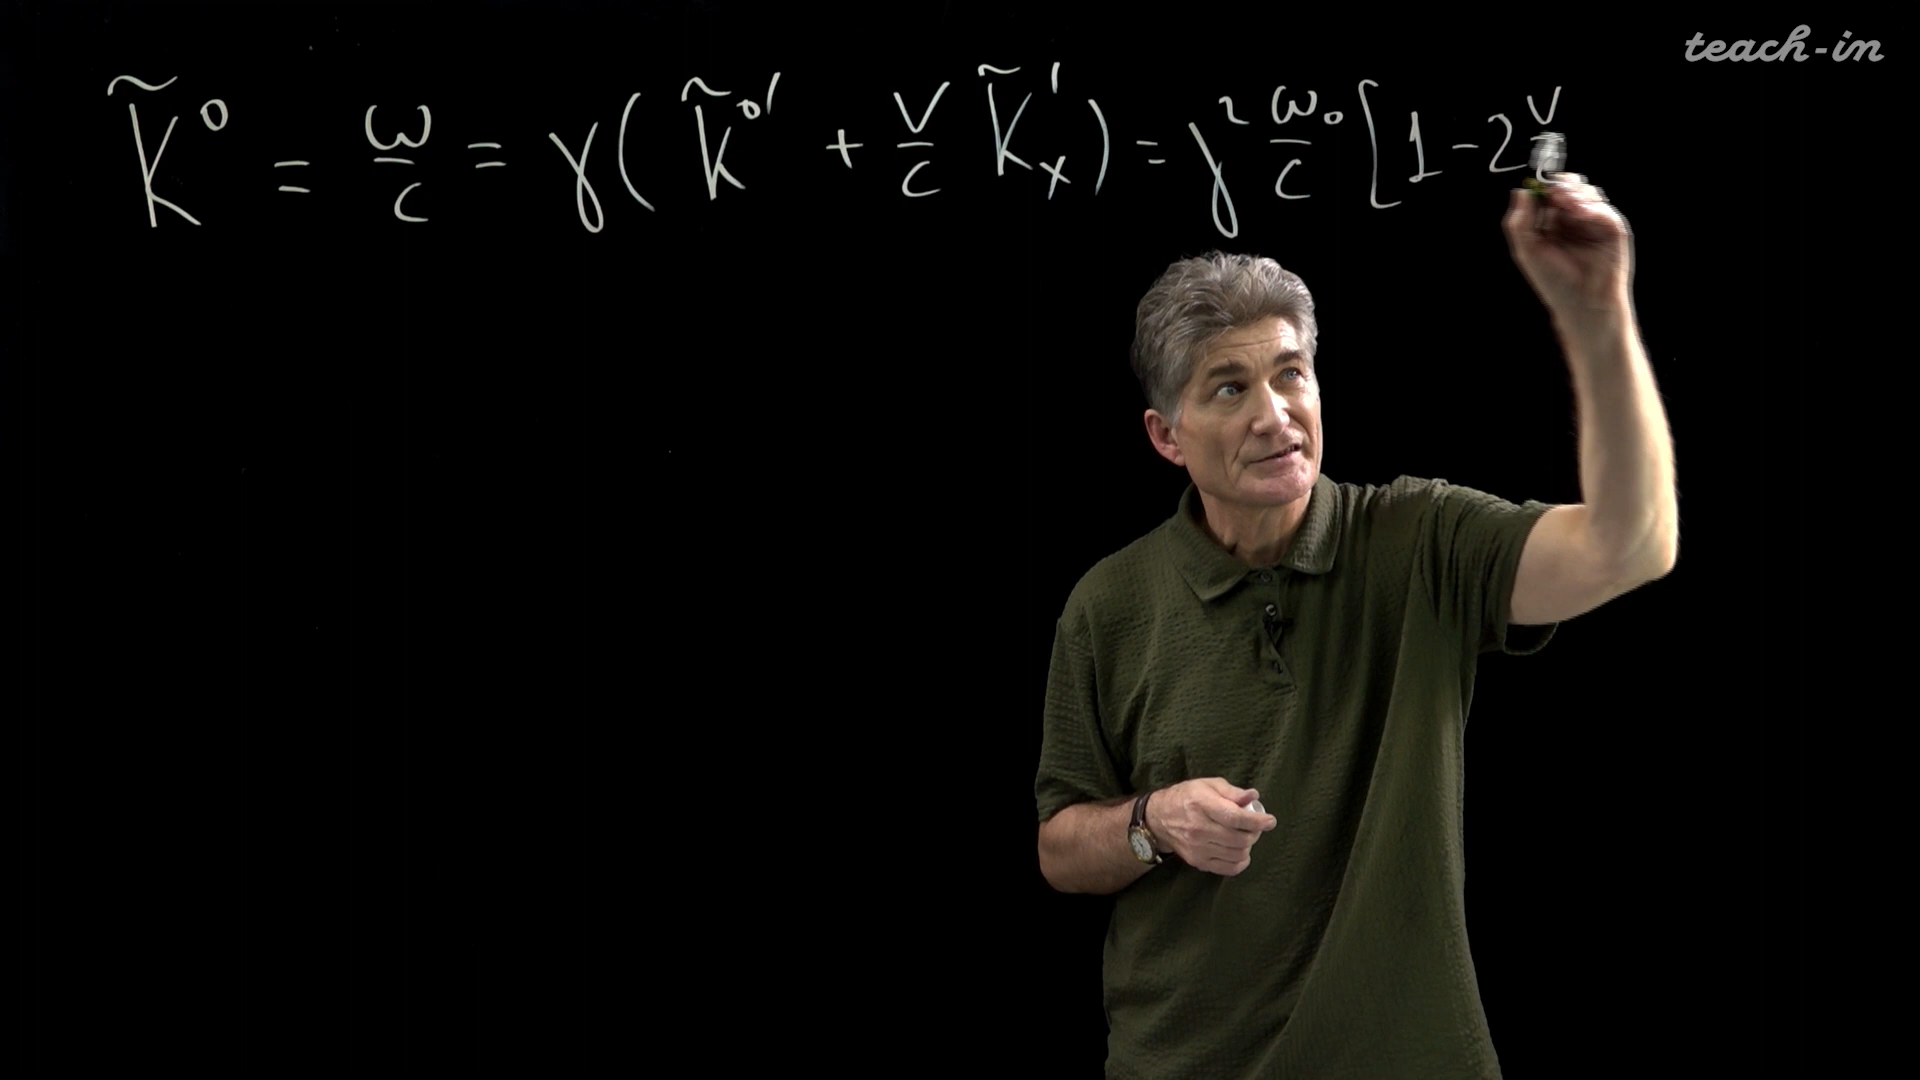 teach-in
K̃⁰ = ω/c = γ( k̃⁰′ + v/c K̃ₓ′ ) = γ² ω₀/c [ 1 − 2 v/c